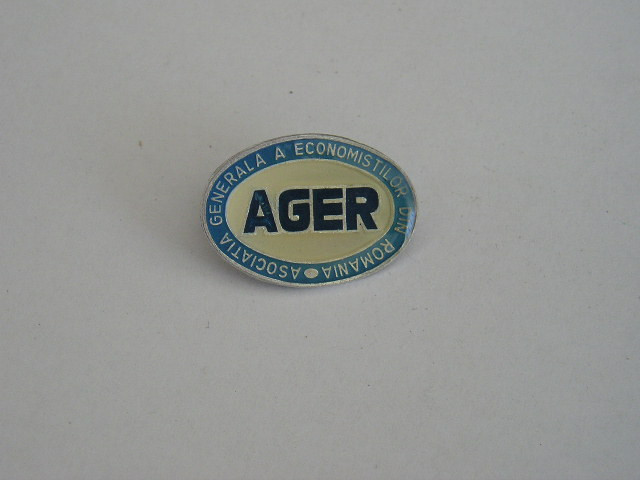 ASOCIATIA GENERALA A ECONOMISTILOR DIN ROMANIA
AGER